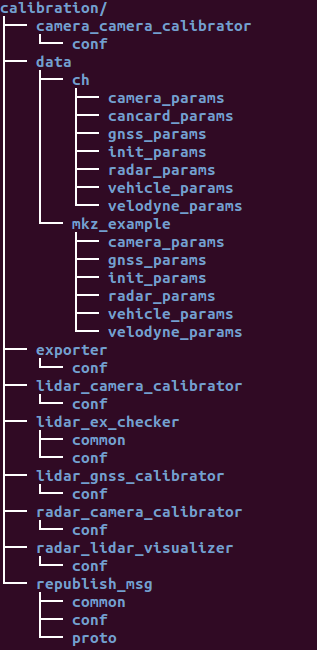 calibration/
camera_camera_calibrator
conf
data
ch
camera_params
cancard_params
gnss_params
init_params
radar_params
vehicle_params
velodyne_params
mkz_example
camera_params
gnss_params
init_params
radar_params
vehicle_params
velodyne_params
exporter
conf
lidar_camera_calibrator
conf
lidar_ex_checker
common
conf
lidar_gnss_calibrator
conf
radar_camera_calibrator
conf
radar_lidar_visualizer
conf
republish_msg
common
conf
proto